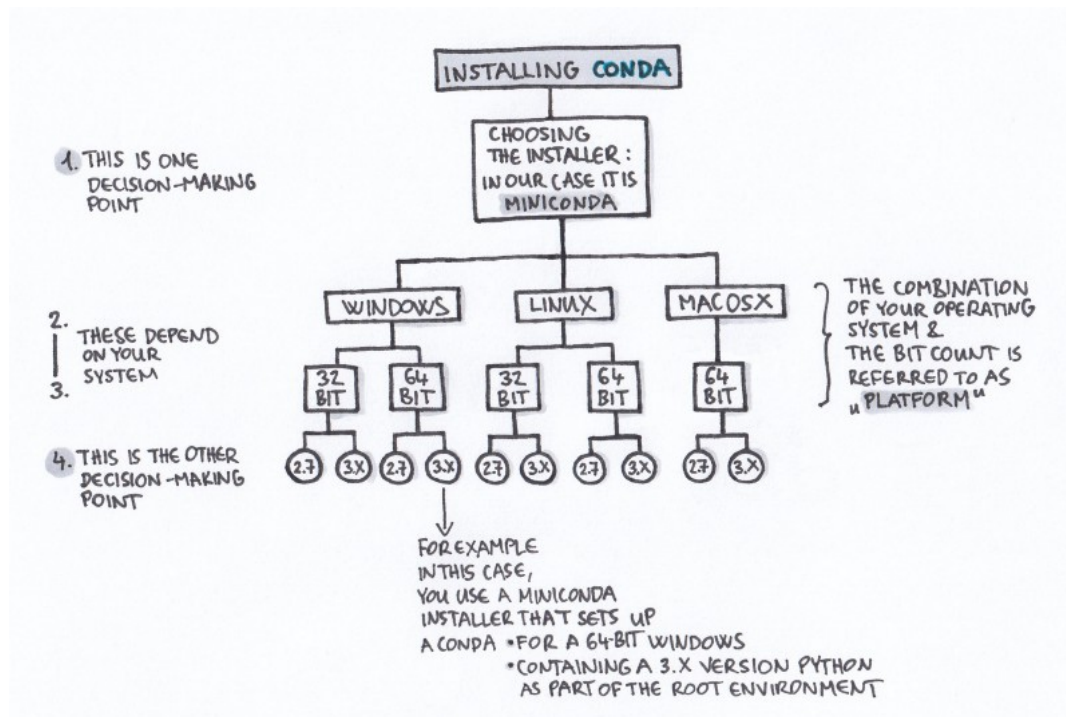 INSTALLING CONDA
CHOOSING
THE INSTALLER:
IN OUR CASE IT IS
MINICONDA
1. THIS IS ONE
DECISION-MAKING
POINT
WINDOWS
LINUX
MACOSX
THE COMBINATION
OF YOUR OPERATING
SYSTEM &
THE BIT COUNT IS
REFERRED TO AS
„PLATFORM"
2.
3.
THESE DEPEND
ON YOUR
SYSTEM
32
BIT
64
BIT
32
BIT
64
BIT
64
BIT
4. THIS IS THE OTHER
DECISION-MAKING
POINT
2.7
3.X
2.7
3.X
2.7
3.X
2.7
3.X
2.7
3.X
FOR EXAMPLE
IN THIS CASE,
YOU USE A MINICONDA
INSTALLER THAT SETS UP
A CONDA • FOR A 64-BIT WINDOWS
• CONTAINING A 3.X VERSION PYTHON
AS PART OF THE ROOT ENVIRONMENT